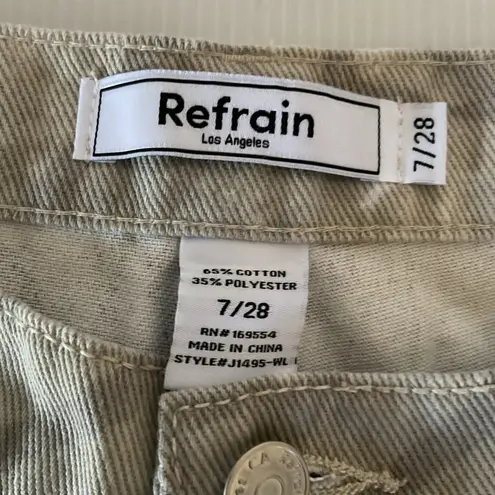 Refrain
Los Angeles
7/28
65% COTTON
35% POLYESTER
7/28
RN# 169554
MADE IN CHINA
STYLE#J1495-WL